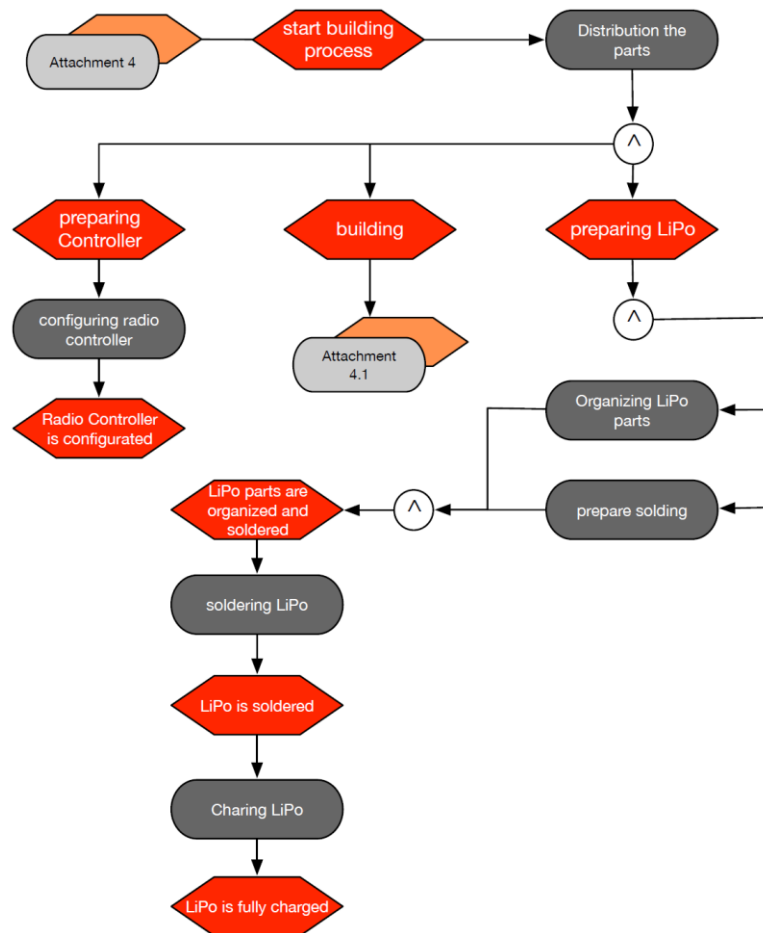 Attachment 4
start building
process
Distribution the
parts
^
preparing
Controller
building
preparing LiPo
configuring radio
controller
^
Attachment
4.1
Radio Controller
is configurated
Organizing LiPo
parts
LiPo parts are
organized and
soldered
^
prepare solding
soldering LiPo
LiPo is soldered
Charing LiPo
LiPo is fully charged